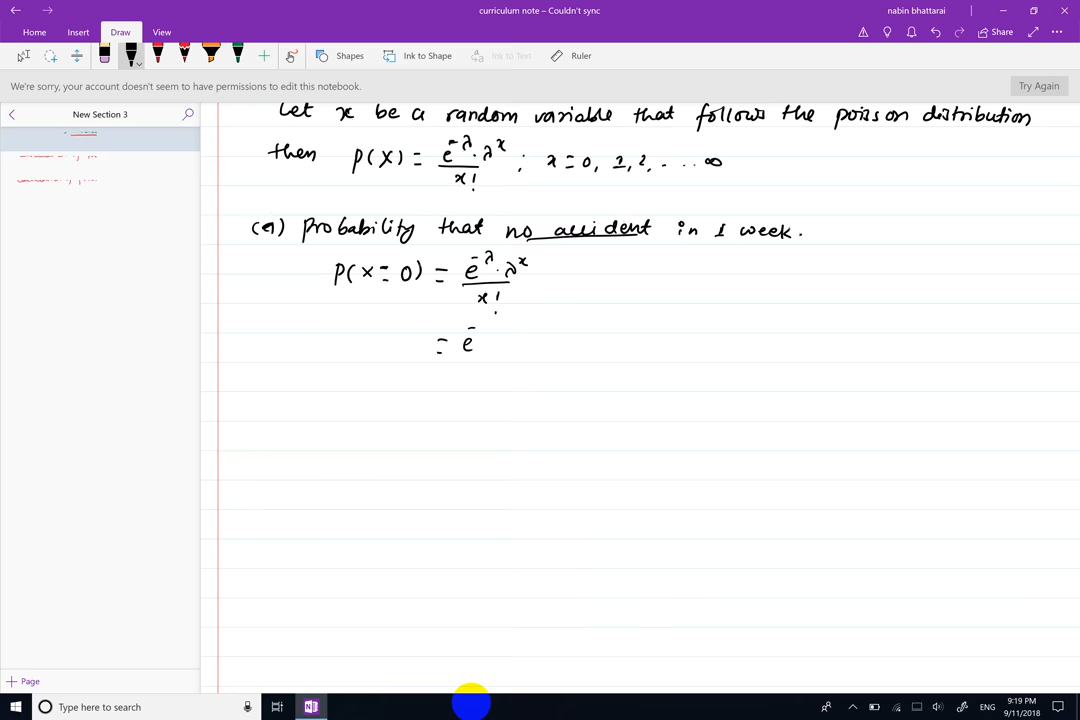 curriculum note – Couldn't sync
nabin bhattarai
Home Insert Draw View
Share
Shapes Ink to Shape Ink to Text Ruler
We're sorry, your account doesn't seem to have permissions to edit this notebook.
Try Again
New Section 3
Let x be a random variable that follows the poisson distribution
then P(X) = e^-λ · λ^x / x! ; x = 0, 1, 2, ... ∞
(a) Probability that no accident in 1 week.
P(X = 0) = e^-λ · λ^x / x!
= e^-
+ Page
Type here to search
ENG
9:19 PM
9/11/2018